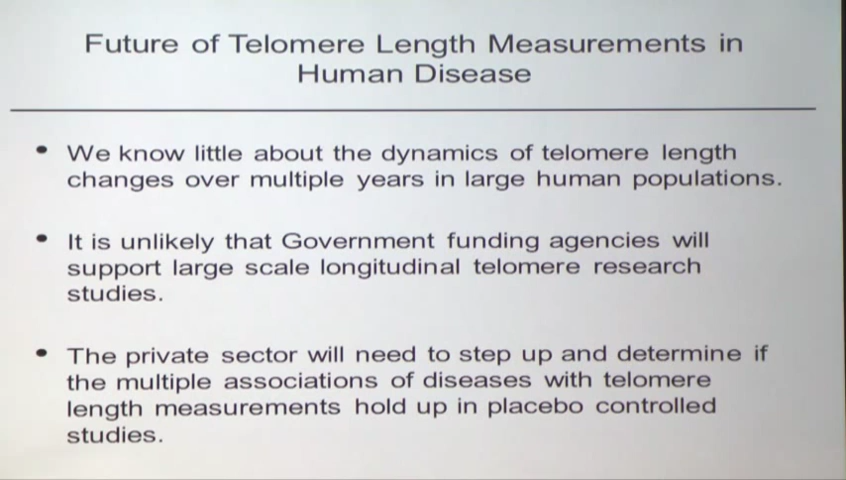 Future of Telomere Length Measurements in
Human Disease
• We know little about the dynamics of telomere length
changes over multiple years in large human populations.
• It is unlikely that Government funding agencies will
support large scale longitudinal telomere research
studies.
• The private sector will need to step up and determine if
the multiple associations of diseases with telomere
length measurements hold up in placebo controlled
studies.